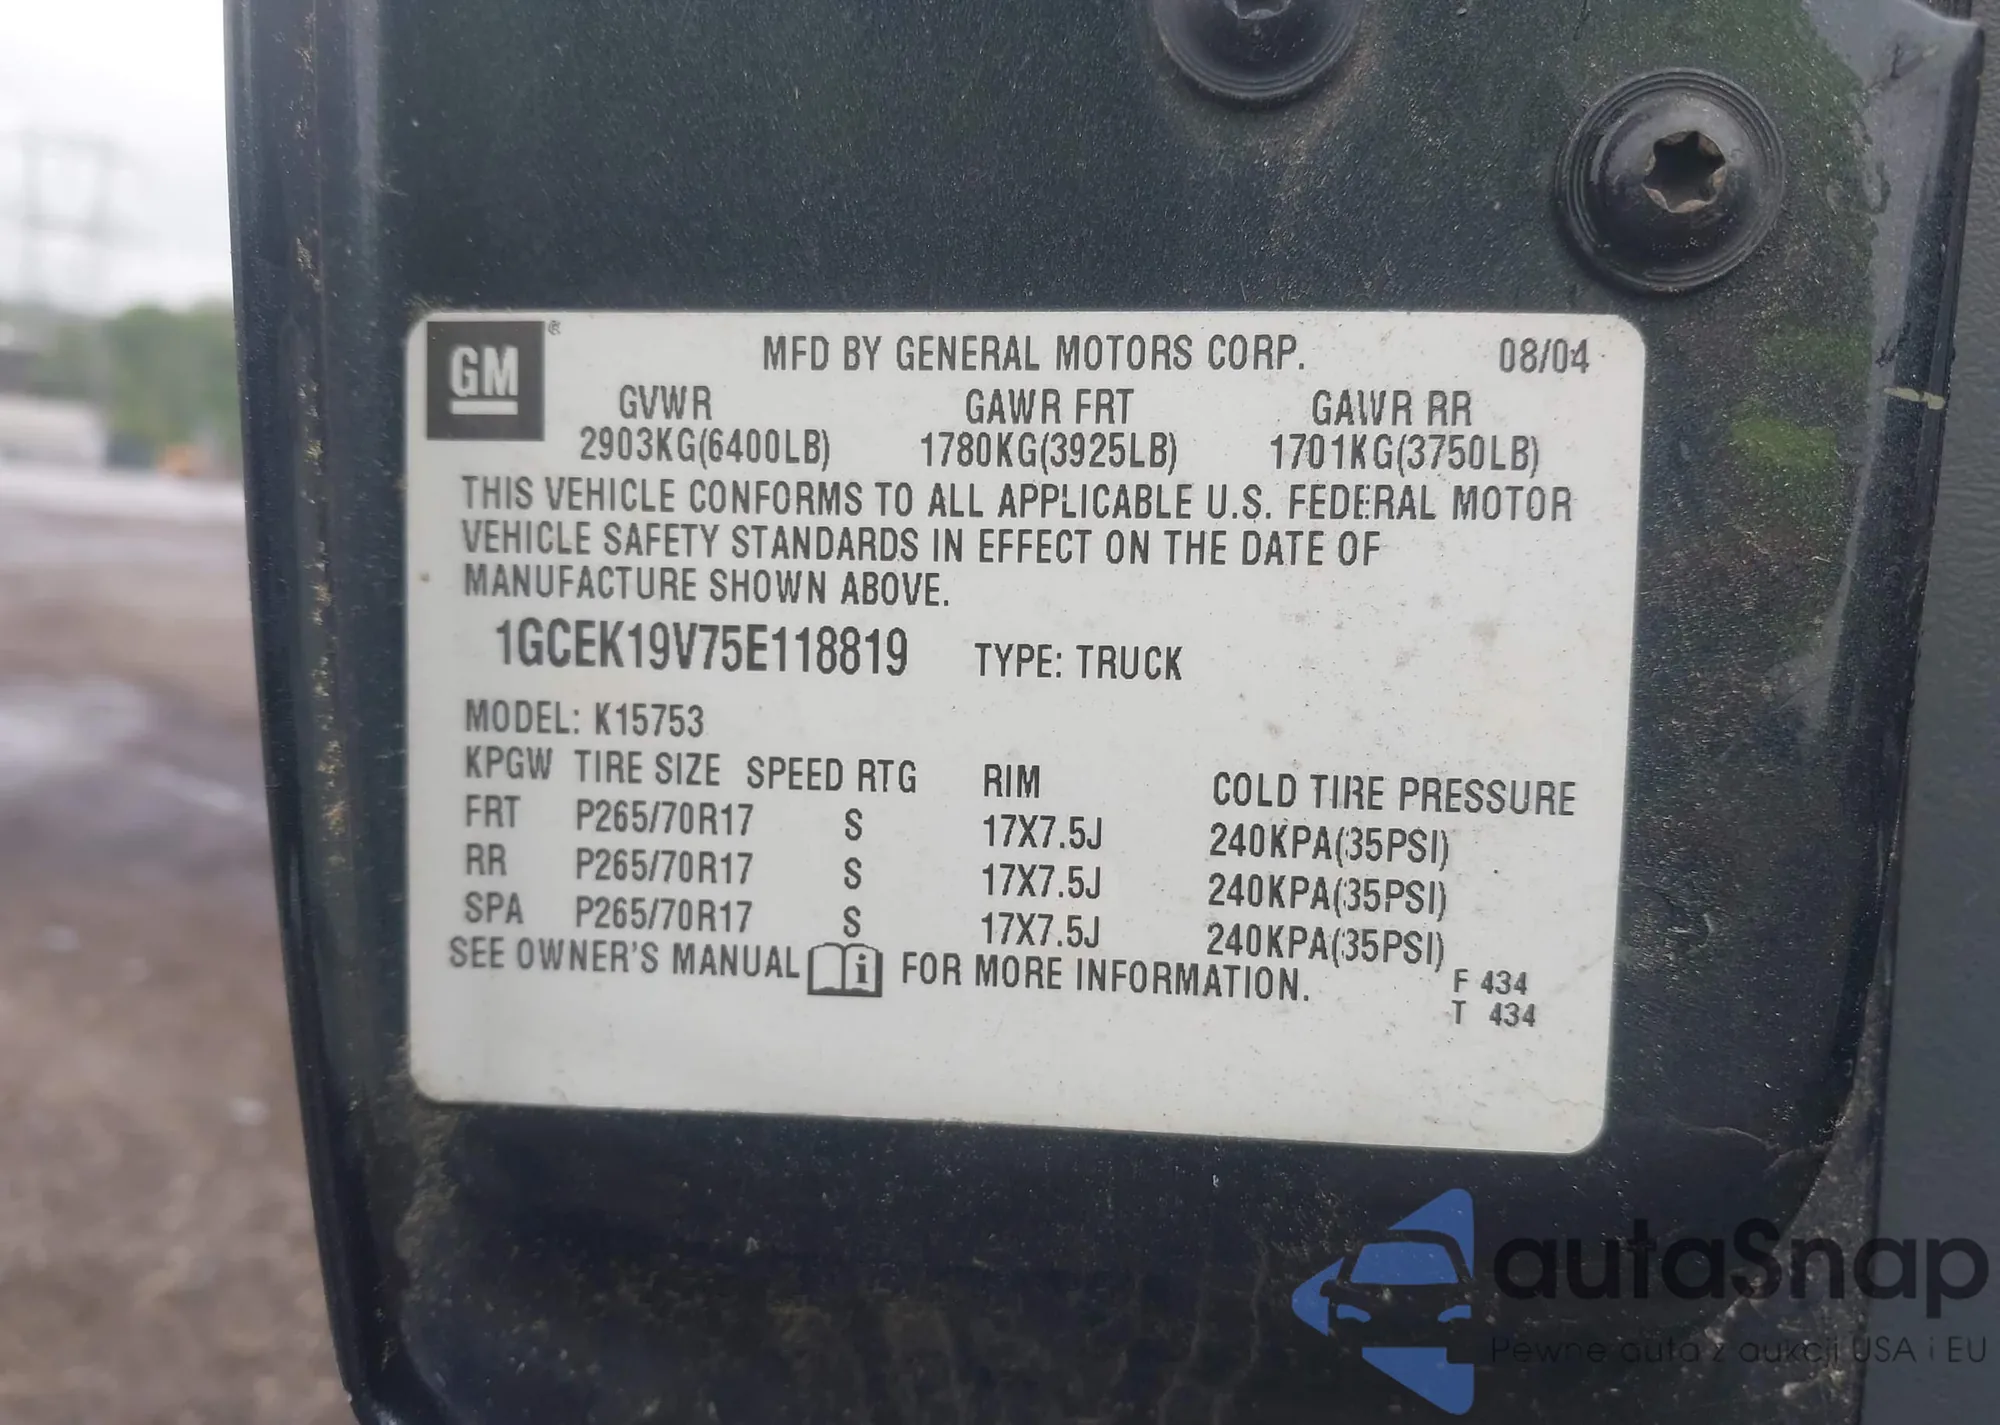 GM®
MFD BY GENERAL MOTORS CORP. 08/04
GVWR GAWR FRT GAWR RR
2903KG(6400LB) 1780KG(3925LB) 1701KG(3750LB)
THIS VEHICLE CONFORMS TO ALL APPLICABLE U.S. FEDERAL MOTOR
VEHICLE SAFETY STANDARDS IN EFFECT ON THE DATE OF
MANUFACTURE SHOWN ABOVE.
1GCEK19V75E118819 TYPE: TRUCK
MODEL: K15753
KPGW TIRE SIZE SPEED RTG RIM COLD TIRE PRESSURE
FRT P265/70R17 S 17X7.5J 240KPA(35PSI)
RR P265/70R17 S 17X7.5J 240KPA(35PSI)
SPA P265/70R17 S 17X7.5J 240KPA(35PSI)
SEE OWNER'S MANUAL i FOR MORE INFORMATION.
F 434
T 434
autaSnap
Pewne auta z aukcji USA i EU